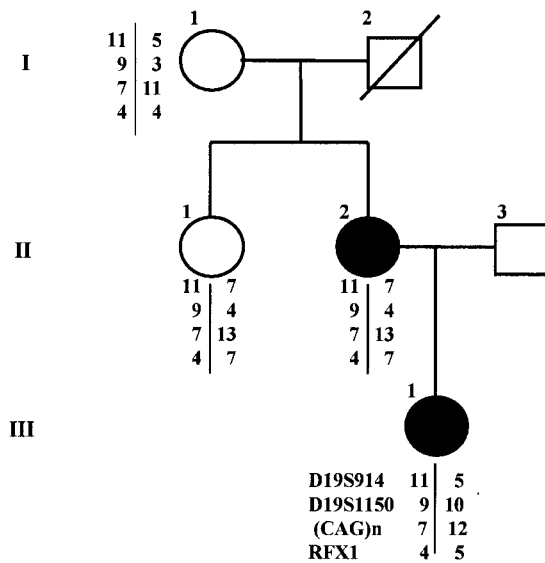 1 2
I
11 5
9 3
7 11
4 4
1 2 3
II
11 7 11 7
9 4 9 4
7 13 7 13
4 7 4 7
1
III
D19S914 11 5
D19S1150 9 10
(CAG)n 7 12
RFX1 4 5